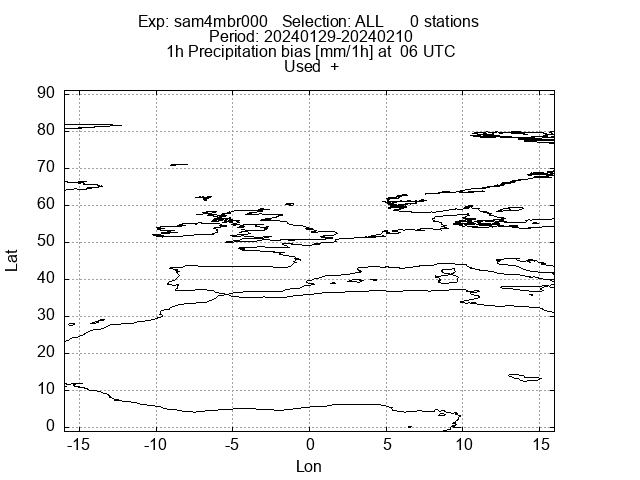 Exp: sam4mbr000   Selection: ALL      0 stations
Period: 20240129-20240210
1h Precipitation bias [mm/1h] at  06 UTC
Used  +
90
80
70
60
50
40
30
20
10
0
Lat
-15 -10 -5 0 5 10 15
Lon